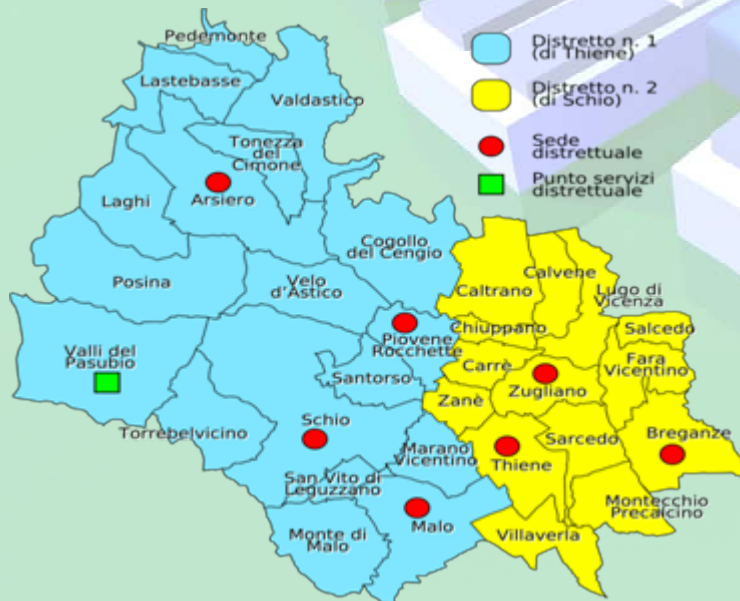 Pedemonte
Lastebasse
Valdastico
Tonezza
del
Cimone
Arsiero
Laghi
Cogollo
del Cengio
Posina
Velo
d'Astico
Piovene
Rocchette
Valli del
Pasubio
Santorso
Torrebelvicino
Schio
Marano
Vicentino
San Vito di
Leguzzano
Malo
Monte di
Malo
Distretto n. 1
(di Thiene)
Distretto n. 2
(di Schio)
Sede
distrettuale
Punto servizi
distrettuale
Caltrano
Calvene
Lugo di
Vicenza
Chiuppano
Salcedo
Carrè
Fara
Vicentino
Zugliano
Zanè
Thiene
Sarcedo
Breganze
Montecchio
Precalcino
Villaverla